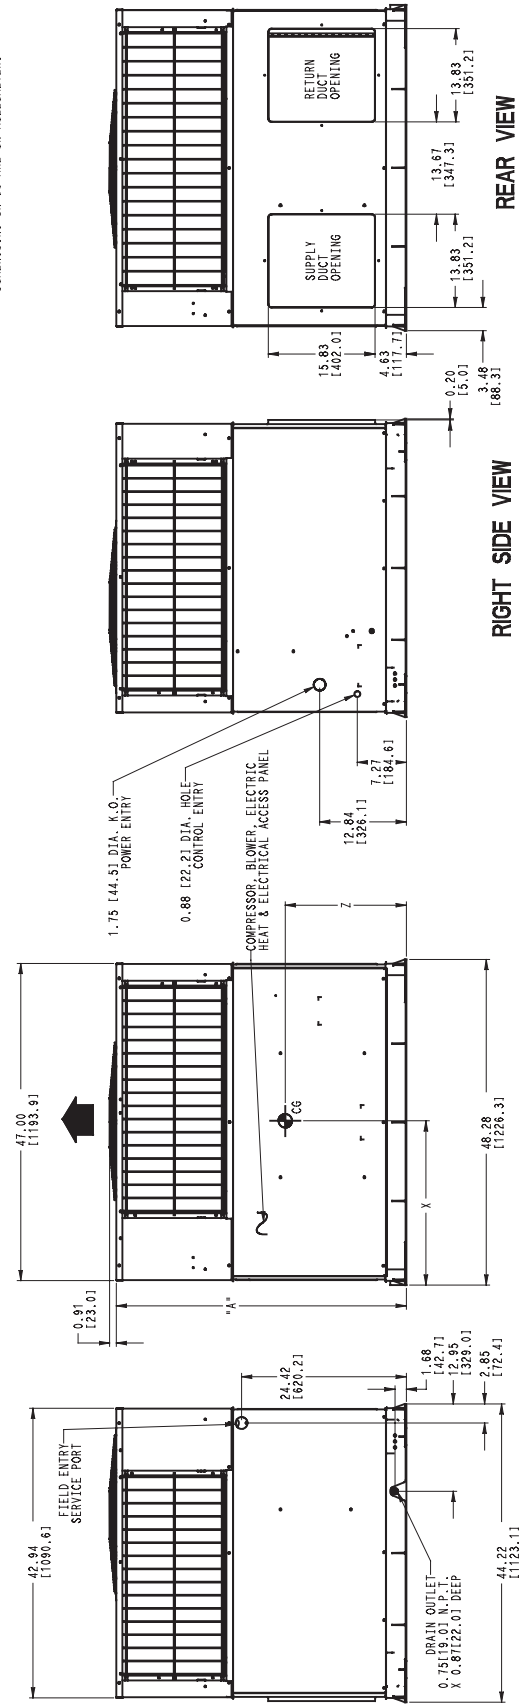 42.94
[1090.6]
FIELD ENTRY
SERVICE PORT
24.42
[620.2]
1.68
[42.7]
12.95
[329.0]
2.85
[72.4]
DRAIN OUTLET
0.75[19.0] N.P.T.
X 0.87[22.0] DEEP
44.22
[1123.1]
47.00
[1193.9]
0.91
[23.0]
"A"
CG
X
Z
48.28
[1226.3]
COMPRESSOR, BLOWER, ELECTRIC
HEAT & ELECTRICAL ACCESS PANEL
1.75 [44.5] DIA. K.O.
POWER ENTRY
0.88 [22.2] DIA. HOLE
CONTROL ENTRY
12.84
[326.1]
7.27
[184.6]
0.20
[5.0]
RIGHT SIDE VIEW
SUPPLY
DUCT
OPENING
RETURN
DUCT
OPENING
15.83
[402.0]
4.63
[117.7]
3.48
[88.3]
13.83
[351.2]
13.67
[347.3]
13.83
[351.2]
REAR VIEW